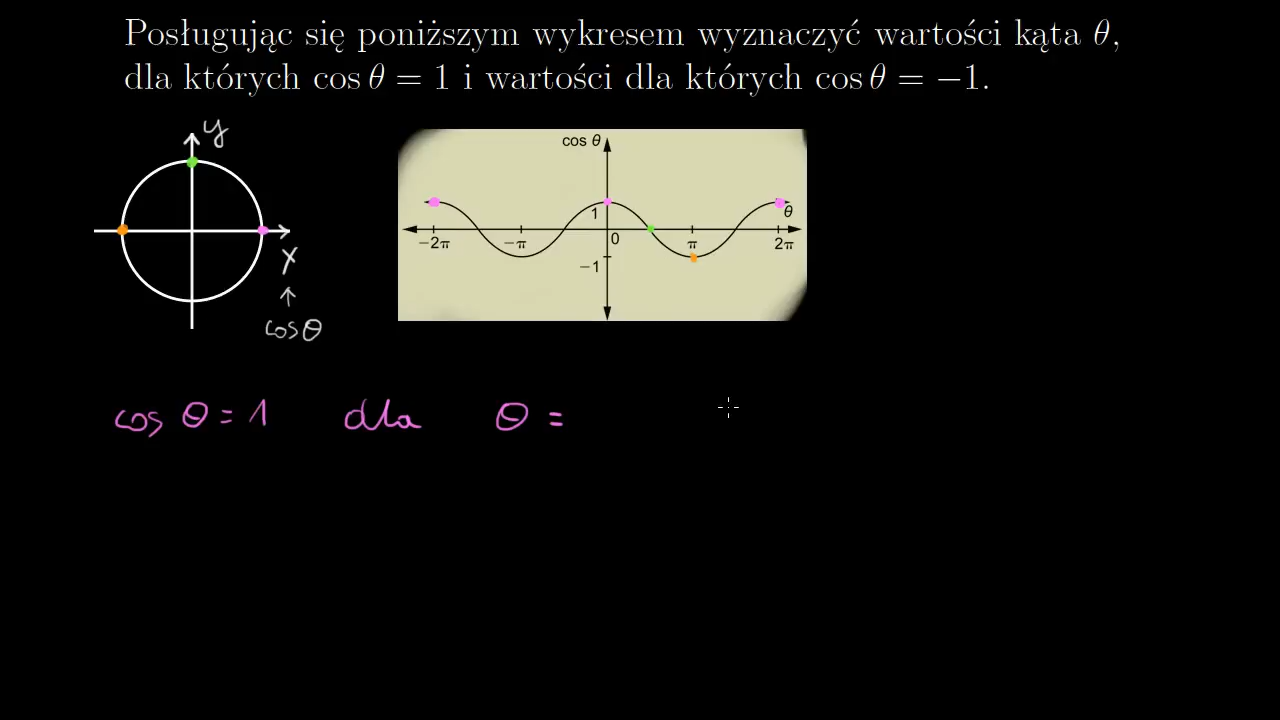 Posługując się poniższym wykresem wyznaczyć wartości kąta θ,
dla których cos θ = 1 i wartości dla których cos θ = −1.
y
x
cos θ
cos θ
1
θ
−2π −π 0 π 2π
−1
cos θ = 1 dla θ =